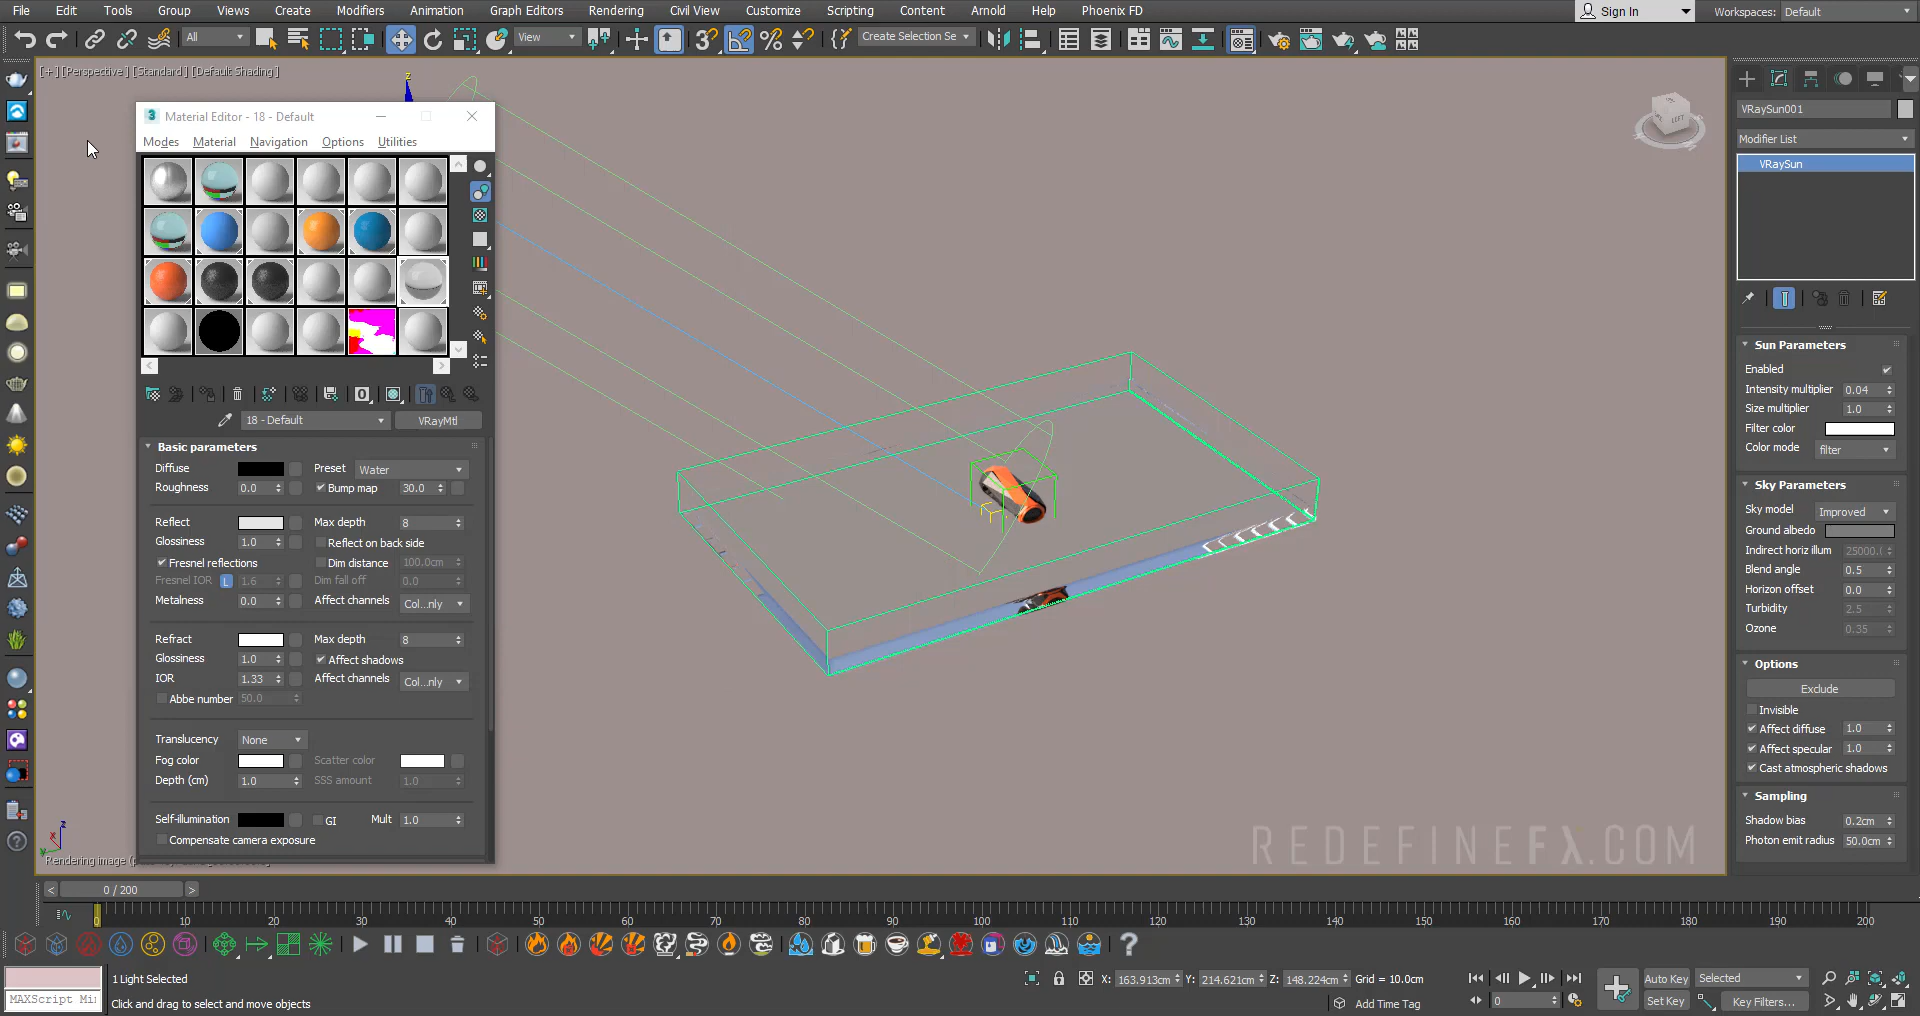 File Edit Tools Group Views Create Modifiers Animation Graph Editors Rendering Civil View Customize Scripting Content Arnold Help Phoenix FD Sign In Workspaces: Default
All View Create Selection Se
[+] [Perspective] [Standard] [Default Shading]
VRaySun001
Modifier List
VRaySun
3 Material Editor - 18 - Default
Modes Material Navigation Options Utilities
18 - Default VRayMtl
Basic parameters
Diffuse Preset Water
Roughness 0.0 Bump map 30.0
Reflect Max depth 8
Glossiness 1.0 Reflect on back side
Fresnel reflections Dim distance 100.0cm
Fresnel IOR L 1.6 Dim fall off 0.0
Metalness 0.0 Affect channels Col...nly
Refract Max depth 8
Glossiness 1.0 Affect shadows
IOR 1.33 Affect channels Col...nly
Abbe number 50.0
Translucency None
Fog color Scatter color
Depth (cm) 1.0 SSS amount 1.0
Self-illumination GI Mult 1.0
Compensate camera exposure
Sun Parameters
Enabled
Intensity multiplier 0.04
Size multiplier 1.0
Filter color
Color mode filter
Sky Parameters
Sky model Improved
Ground albedo
Indirect horiz illum 25000.(
Blend angle 0.5
Horizon offset 0.0
Turbidity 2.5
Ozone 0.35
Options
Exclude
Invisible
Affect diffuse 1.0
Affect specular 1.0
Cast atmospheric shadows
Sampling
Shadow bias 0.2cm
Photon emit radius 50.0cm
z
LEFT
z
x
y
Rendering image (p
REDEFINEFX.COM
< 0 / 200 >
0 10 20 30 40 50 60 70 80 90 100 110 120 130 140 150 160 170 180 190 200
1 Light Selected
X: 163.913cm Y: 214.621cm Z: 148.224cm Grid = 10.0cm
Auto Key Selected
MAXScript Mi
Click and drag to select and move objects
Add Time Tag
0
Set Key Key Filters...